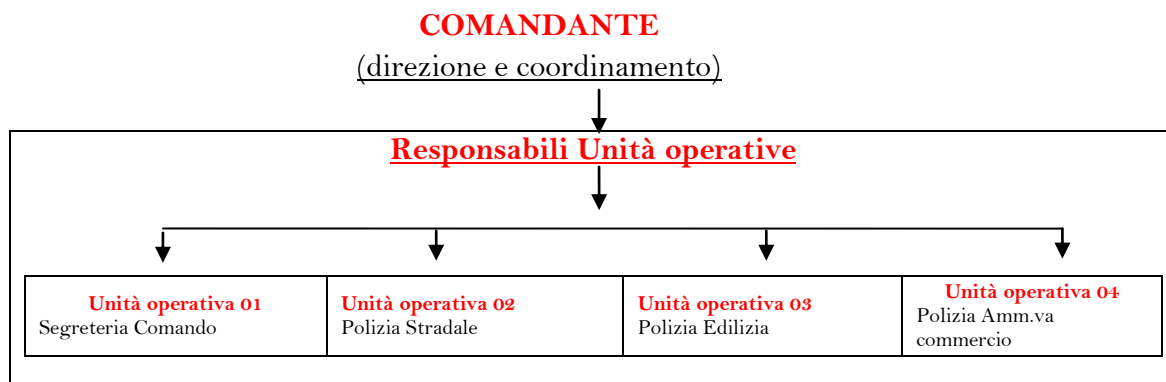 COMANDANTE
(direzione e coordinamento)
Responsabili Unità operative
Unità operativa 01
Segreteria Comando
Unità operativa 02
Polizia Stradale
Unità operativa 03
Polizia Edilizia
Unità operativa 04
Polizia Amm.va
commercio